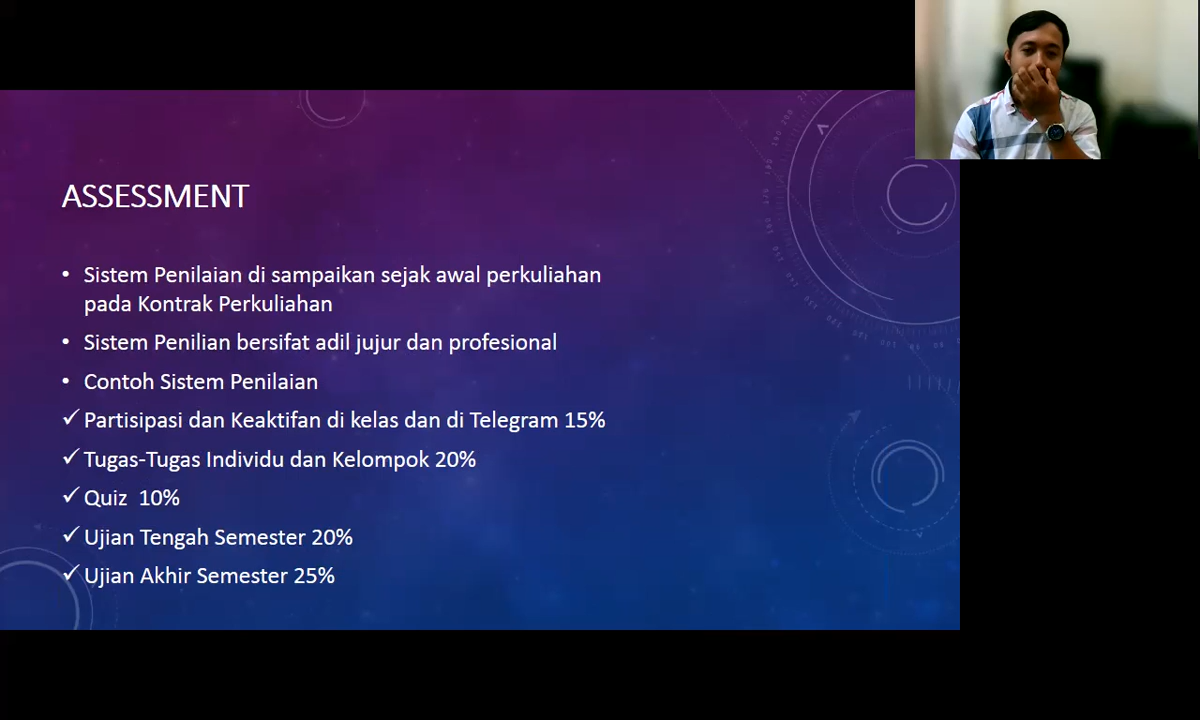 ASSESSMENT
• Sistem Penilaian di sampaikan sejak awal perkuliahan
pada Kontrak Perkuliahan
• Sistem Penilian bersifat adil jujur dan profesional
• Contoh Sistem Penilaian
✓ Partisipasi dan Keaktifan di kelas dan di Telegram 15%
✓ Tugas-Tugas Individu dan Kelompok 20%
✓ Quiz 10%
✓ Ujian Tengah Semester 20%
✓ Ujian Akhir Semester 25%